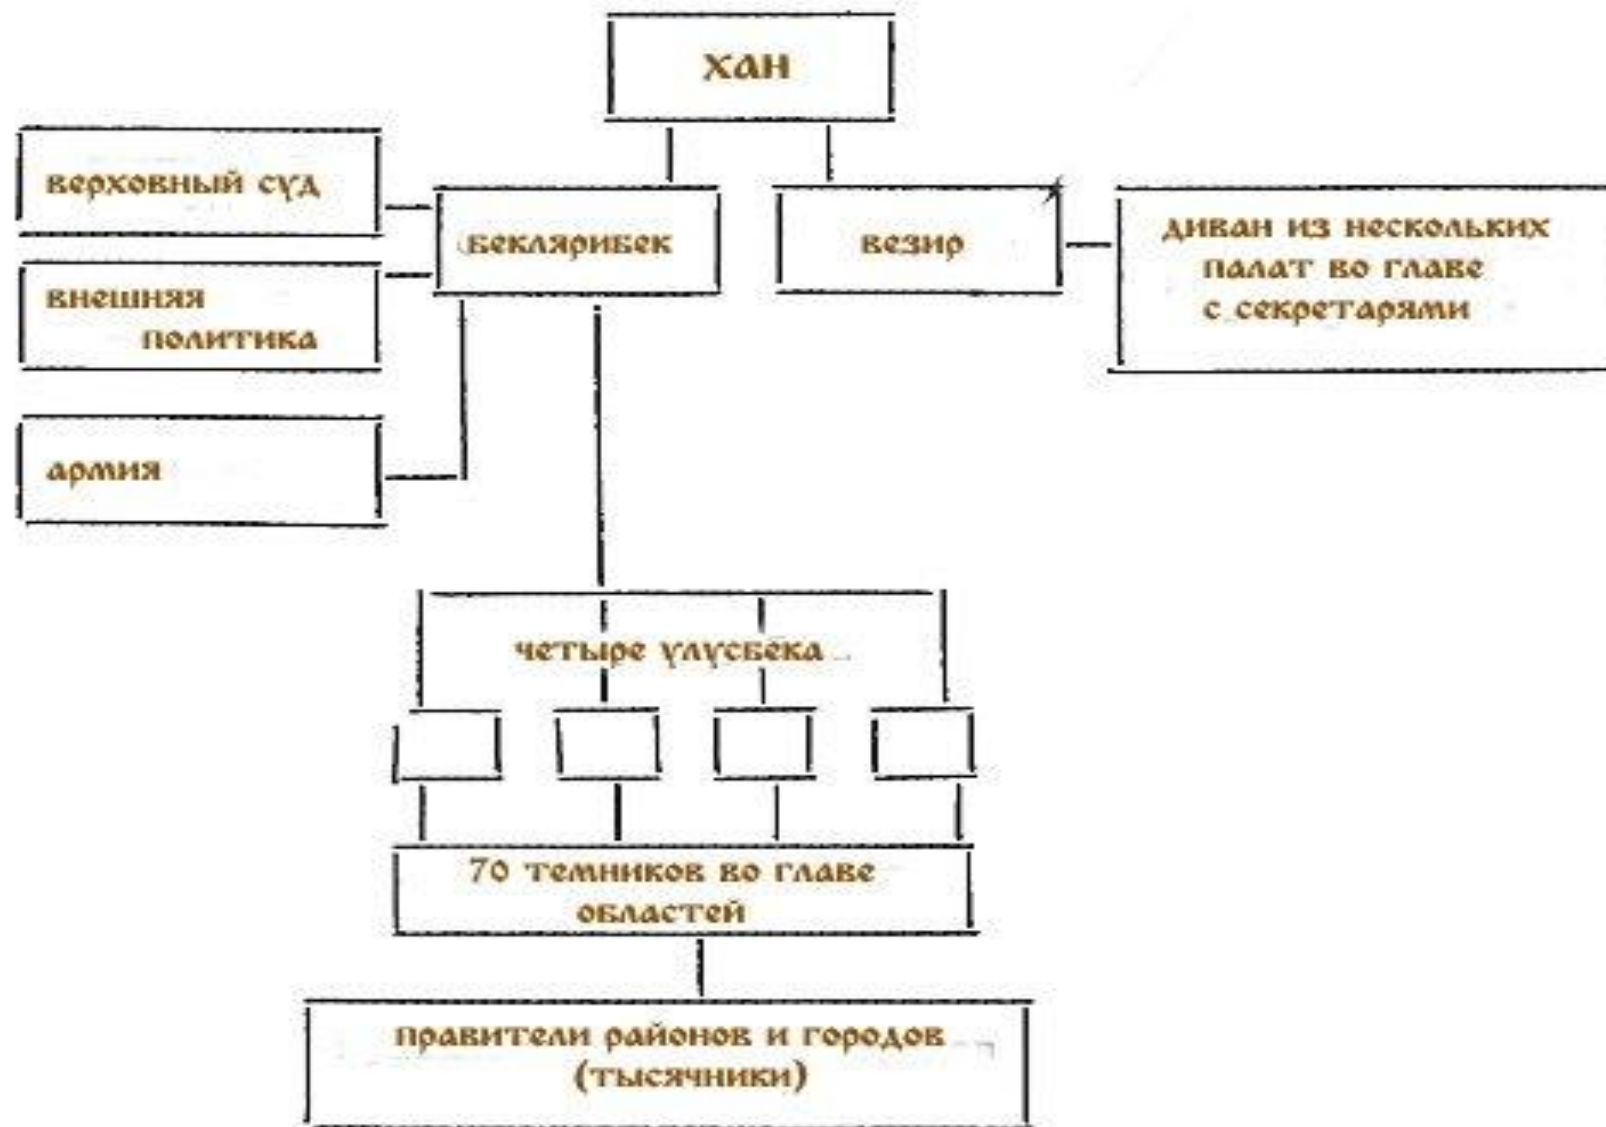 хан
верховный суд
беклярибек
везир
диван из нескольких
палат во главе
с секретарями
внешняя
политика
армия
четыре улусбека
70 темников во главе
областей
правители районов и городов
(тысячники)